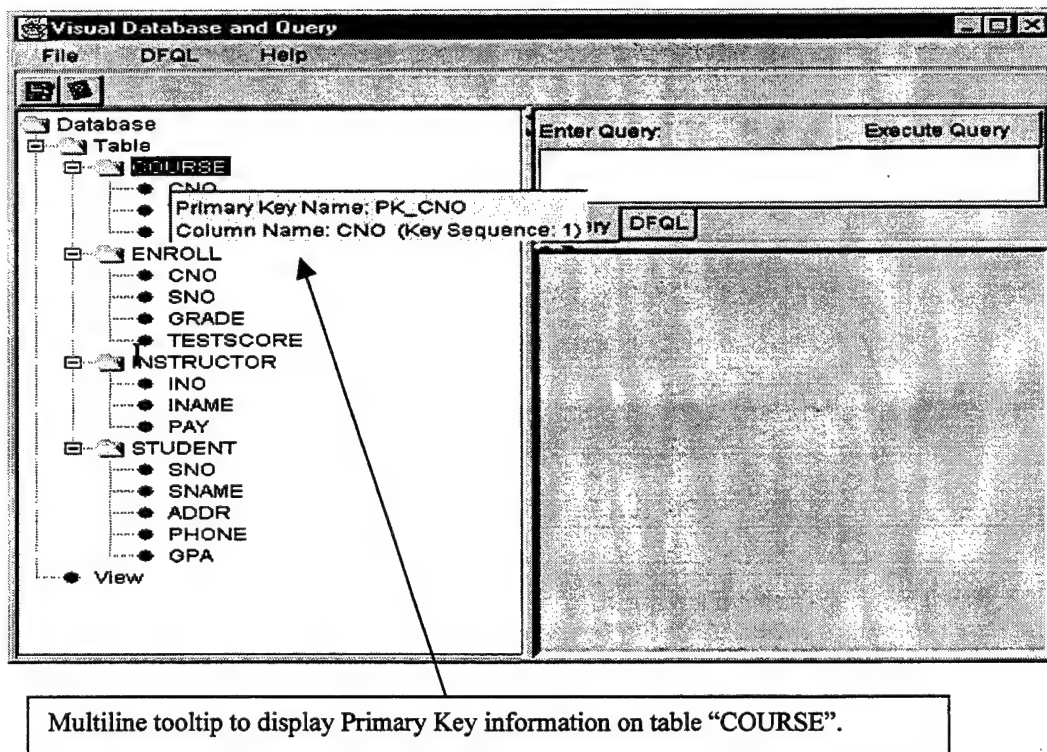 Visual Database and Query
File DFQL Help
Database
Table
COURSE
CNO
Primary Key Name: PK_CNO
Column Name: CNO (Key Sequence: 1)
ENROLL
CNO
SNO
GRADE
TESTSCORE
INSTRUCTOR
INO
INAME
PAY
STUDENT
SNO
SNAME
ADDR
PHONE
GPA
View
Enter Query: Execute Query
DFQL
Multiline tooltip to display Primary Key information on table “COURSE”.